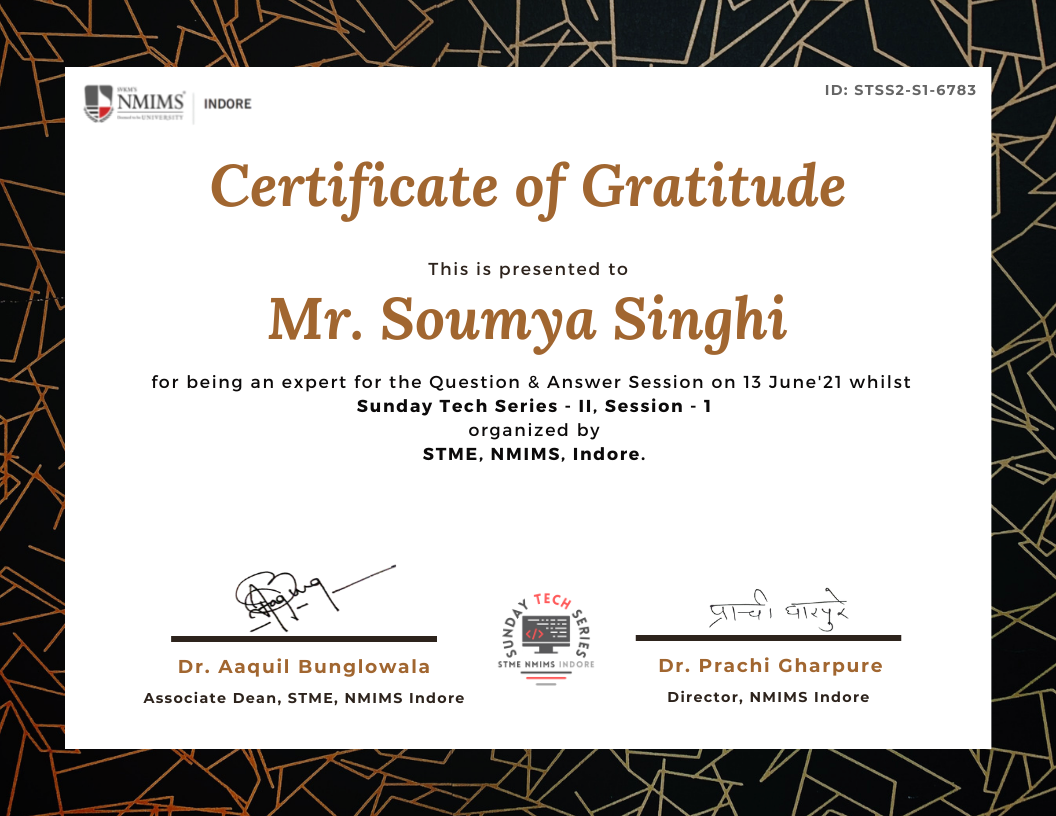 SVKM'S
NMIMS
Deemed to be UNIVERSITY
INDORE
ID: STSS2-S1-6783
Certificate of Gratitude
This is presented to
Mr. Soumya Singhi
for being an expert for the Question & Answer Session on 13 June'21 whilst
Sunday Tech Series - II, Session - 1
organized by
STME, NMIMS, Indore.
प्राची घारपुरे
SUNDAY TECH SERIES
</>
STME NMIMS INDORE
Dr. Aaquil Bunglowala
Associate Dean, STME, NMIMS Indore
Dr. Prachi Gharpure
Director, NMIMS Indore